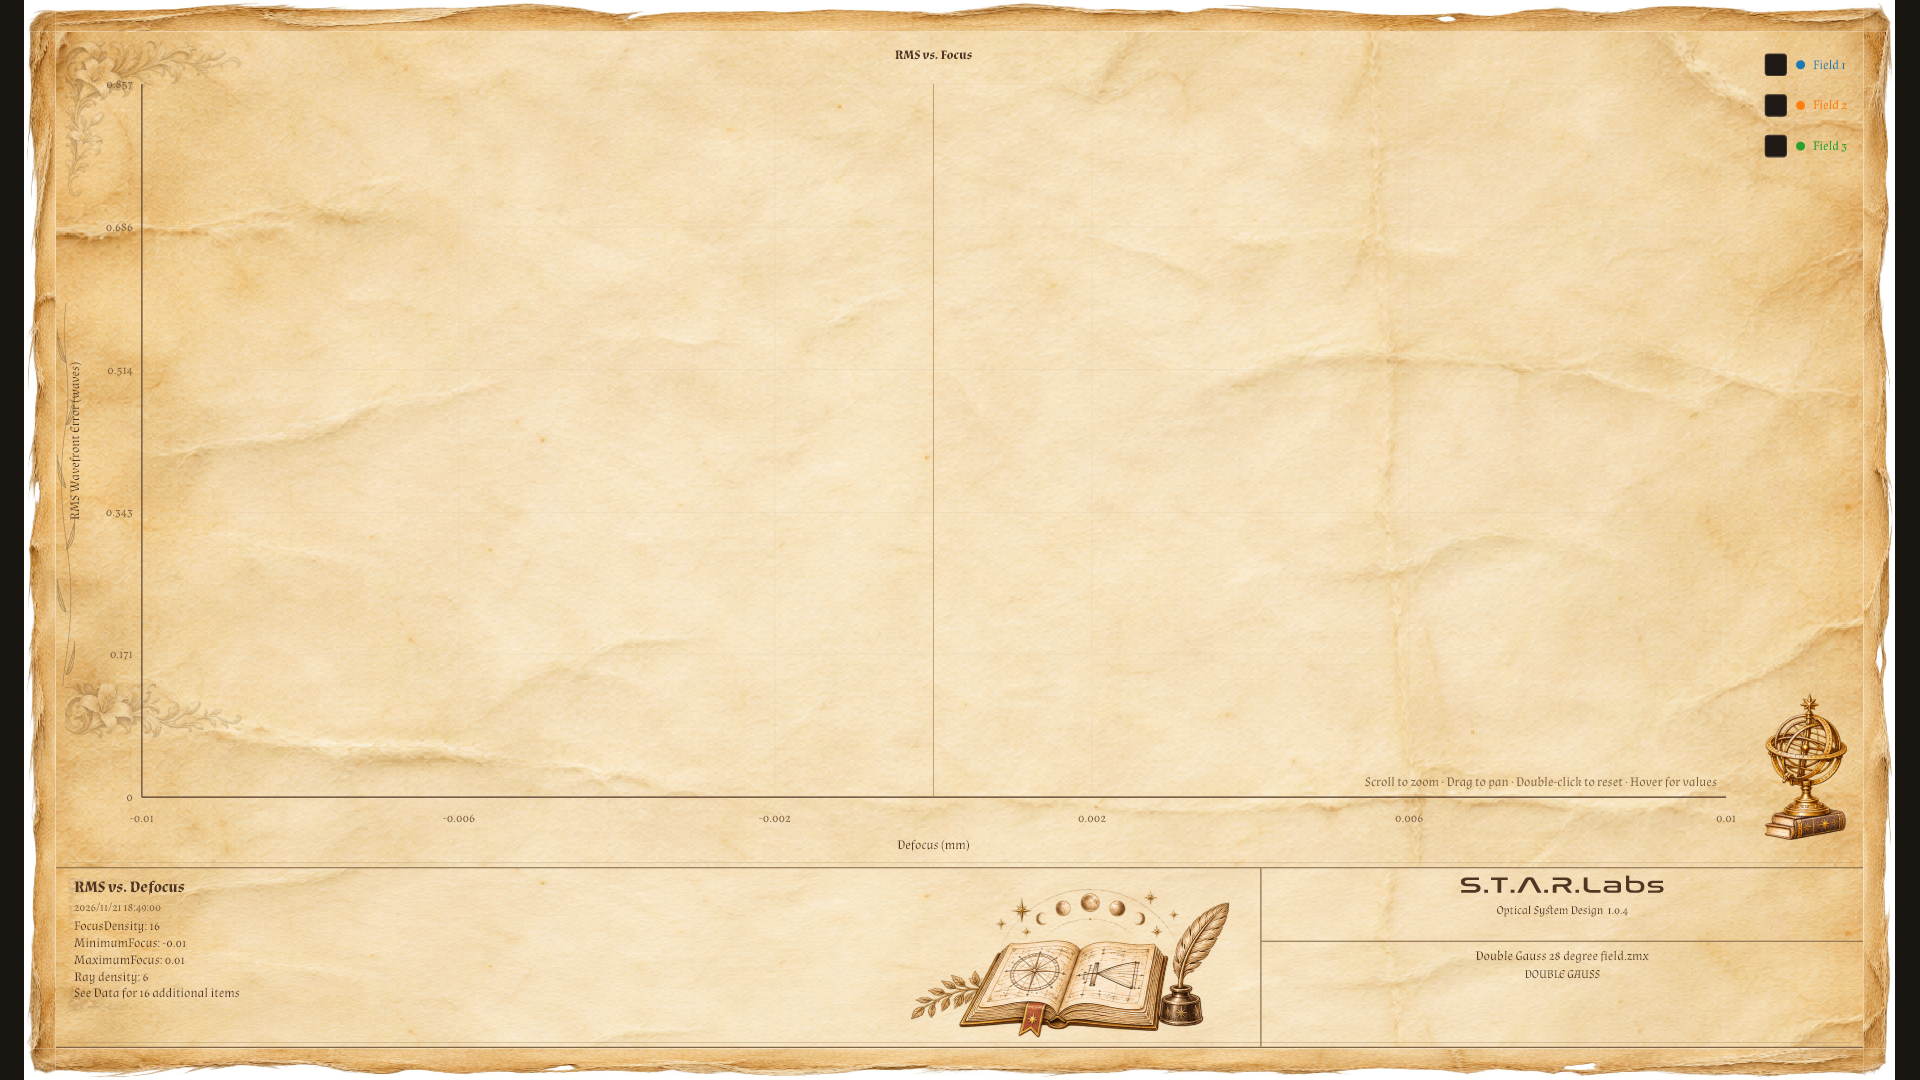 RMS vs. Focus
Field 1
Field 2
Field 3
0.857
0.686
0.514
0.343
0.171
0
RMS Wavefront Error (waves)
Scroll to zoom · Drag to pan · Double-click to reset · Hover for values
-0.01
-0.006
-0.002
0.002
0.006
0.01
Defocus (mm)
RMS vs. Defocus
2026/11/21 18:49:00
FocusDensity: 16
MinimumFocus: -0.01
MaximumFocus: 0.01
Ray density: 6
See Data for 16 additional items
S.T.A.R.Labs
Optical System Design 1.0.4
Double Gauss 28 degree field.zmx
DOUBLE GAUSS